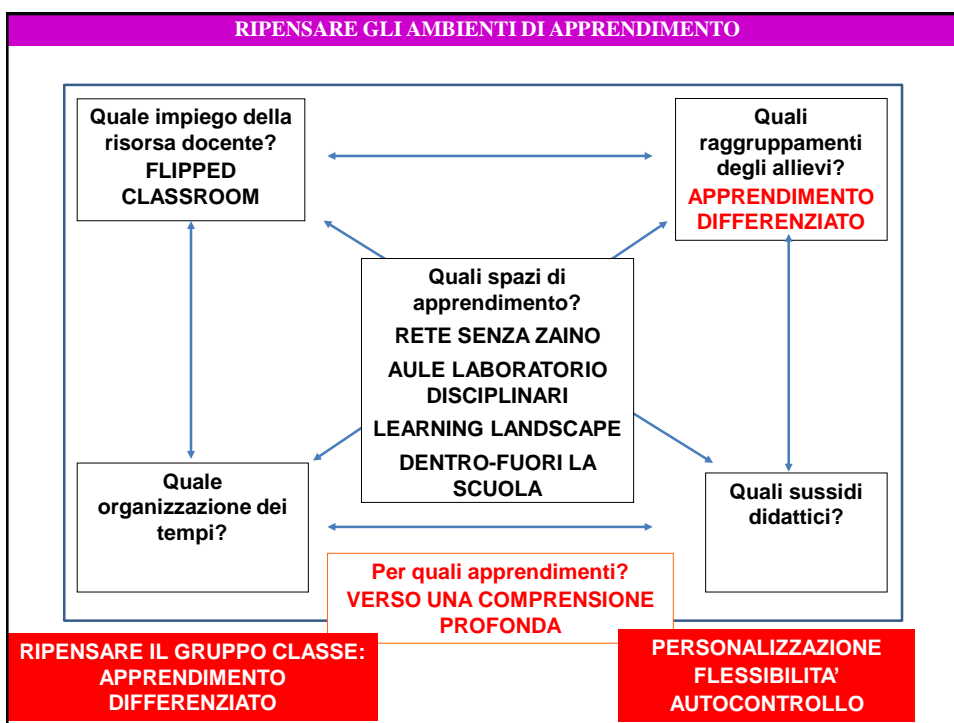 RIPENSARE GLI AMBIENTI DI APPRENDIMENTO
Quale impiego della
risorsa docente?
FLIPPED
CLASSROOM
Quali
raggruppamenti
degli allievi?
APPRENDIMENTO
DIFFERENZIATO
Quali spazi di
apprendimento?
RETE SENZA ZAINO
AULE LABORATORIO
DISCIPLINARI
LEARNING LANDSCAPE
DENTRO-FUORI LA
SCUOLA
Quale
organizzazione dei
tempi?
Quali sussidi
didattici?
Per quali apprendimenti?
VERSO UNA COMPRENSIONE
PROFONDA
RIPENSARE IL GRUPPO CLASSE:
APPRENDIMENTO
DIFFERENZIATO
PERSONALIZZAZIONE
FLESSIBILITA’
AUTOCONTROLLO